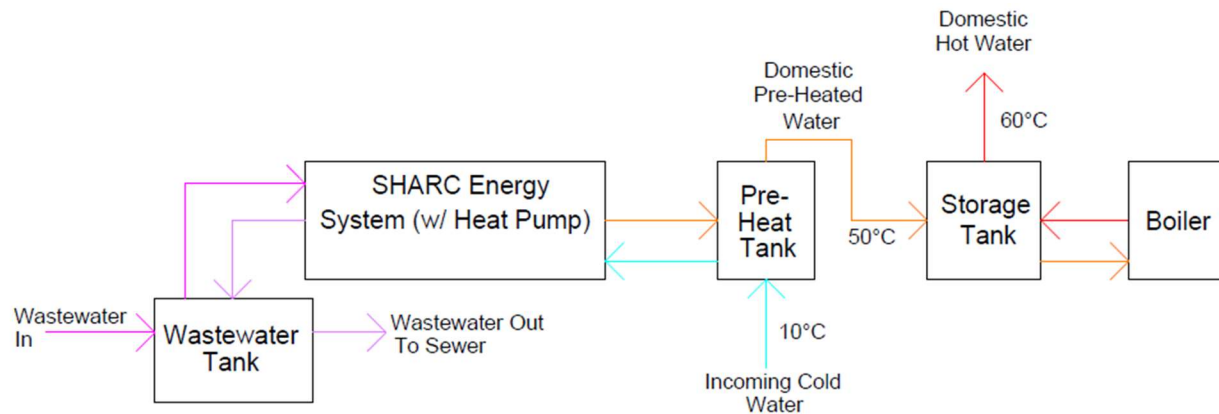 Domestic
Hot Water
Domestic
Pre-Heated
Water
60°C
SHARC Energy
System (w/ Heat Pump)
Pre-
Heat
Tank
50°C
Storage
Tank
Boiler
Wastewater
In
Wastewater
Tank
Wastewater Out
To Sewer
10°C
Incoming Cold
Water